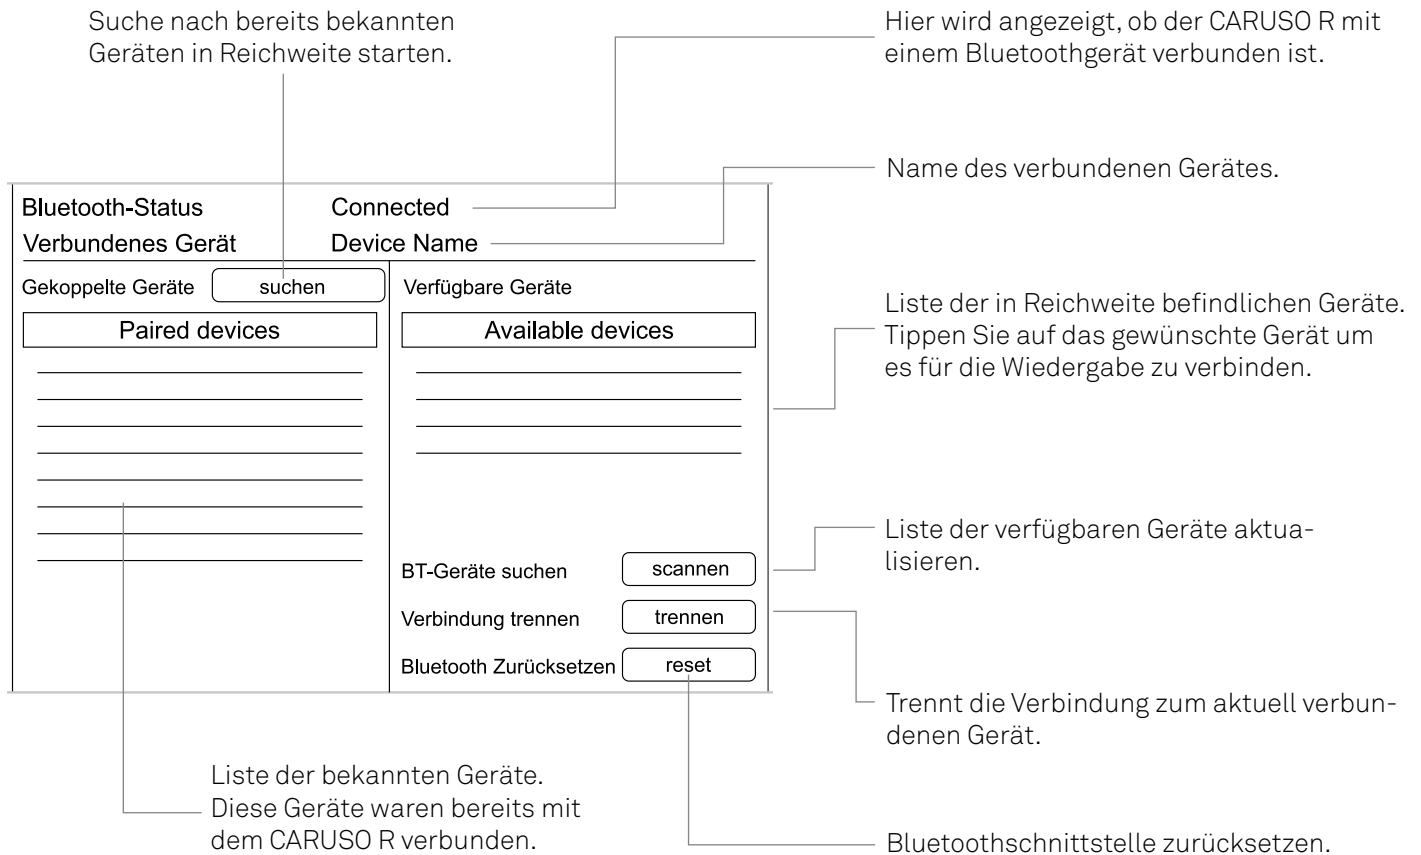 Suche nach bereits bekannten
Geräten in Reichweite starten.
Hier wird angezeigt, ob der CARUSO R mit
einem Bluetoothgerät verbunden ist.
Name des verbundenen Gerätes.
Bluetooth-Status Connected
Verbundenes Gerät Device Name
Gekoppelte Geräte suchen
Paired devices
Verfügbare Geräte
Available devices
Liste der in Reichweite befindlichen Geräte.
Tippen Sie auf das gewünschte Gerät um
es für die Wiedergabe zu verbinden.
BT-Geräte suchen scannen
Verbindung trennen trennen
Bluetooth Zurücksetzen reset
Liste der verfügbaren Geräte aktua-
lisieren.
Trennt die Verbindung zum aktuell verbun-
denen Gerät.
Liste der bekannten Geräte.
Diese Geräte waren bereits mit
dem CARUSO R verbunden.
Bluetoothschnittstelle zurücksetzen.